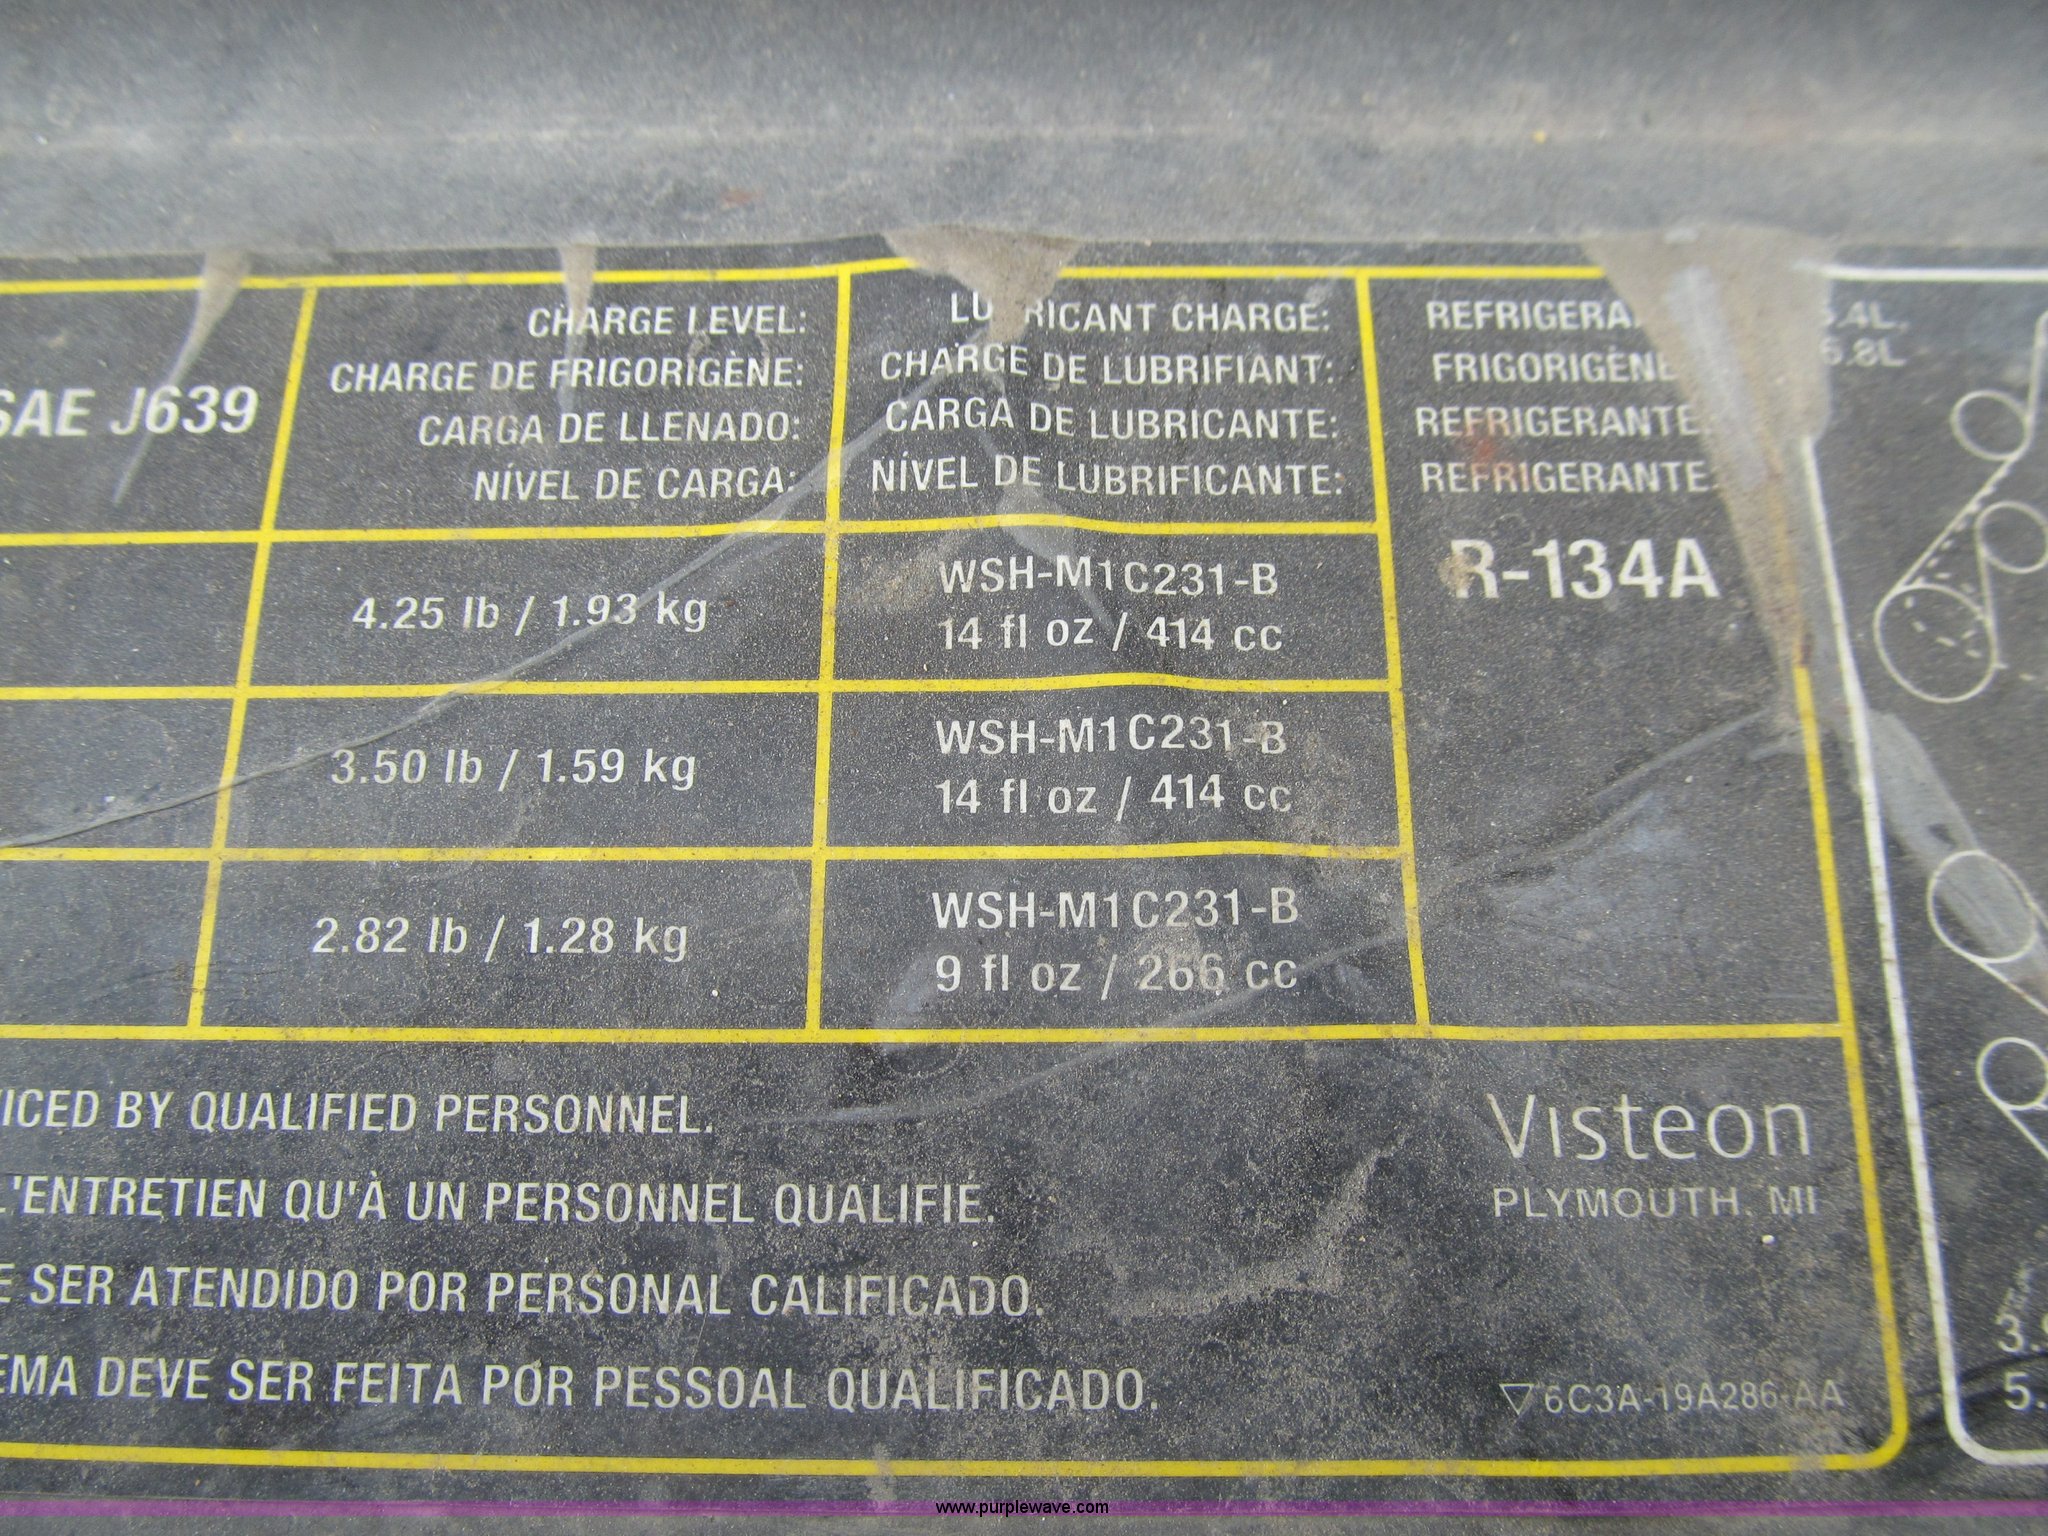 SAE J639
CHARGE LEVEL:
CHARGE DE FRIGORIGÈNE:
CARGA DE LLENADO:
NÍVEL DE CARGA:
CHARGE:
CHARGE DE LUBRIFIANT:
CARGA DE LUBRICANTE:
NÍVEL DE LUBRIFICANTE:
FRIGORIGÈNE
REFRIGERANTE:
REFRIGERANTE:
R-134A
4.25 lb / 1.93 kg
WSH-M1C231-B
14 fl oz / 414 cc
3.50 lb / 1.59 kg
WSH-M1C231-B
14 fl oz / 414 cc
2.82 lb / 1.28 kg
WSH-M1C231-B
9 fl oz / 266 cc
6.8L
BY QUALIFIED PERSONNEL.
L'ENTRETIEN QU'À UN PERSONNEL QUALIFIÉ.
SER ATENDIDO POR PERSONAL CALIFICADO.
DEVE SER FEITA POR PESSOAL QUALIFICADO.
Visteon
PLYMOUTH, MI
6C3A-19A286-AA
www.purplewave.com